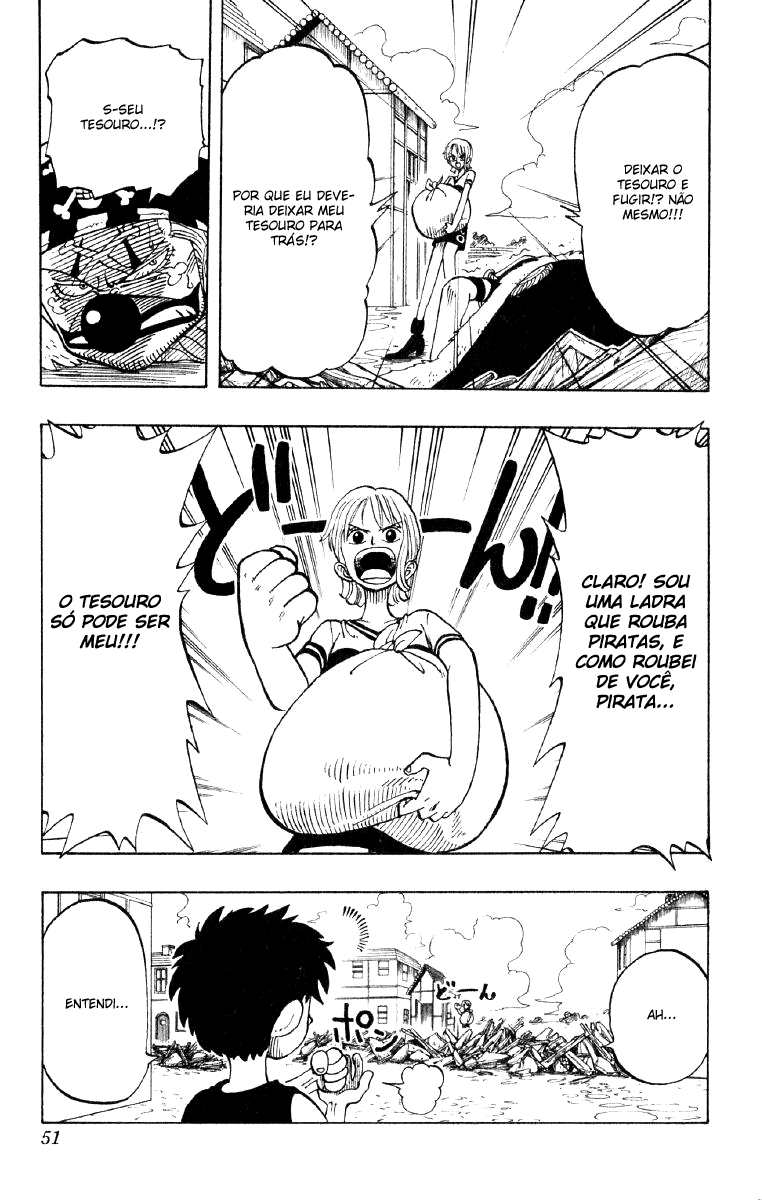 DEIXAR O
TESOURO E
FUGIR!? NÃO
MESMO!!!
POR QUE EU DEVE-
RIA DEIXAR MEU
TESOURO PARA
TRÁS!?
S-SEU
TESOURO...!?
どーん!!
CLARO! SOU
UMA LADRA
QUE ROUBA
PIRATAS, E
COMO ROUBEI
DE VOCÊ,
PIRATA...
O TESOURO
SÓ PODE SER
MEU!!!
AH...
どーん
ポン
ENTENDI...
51